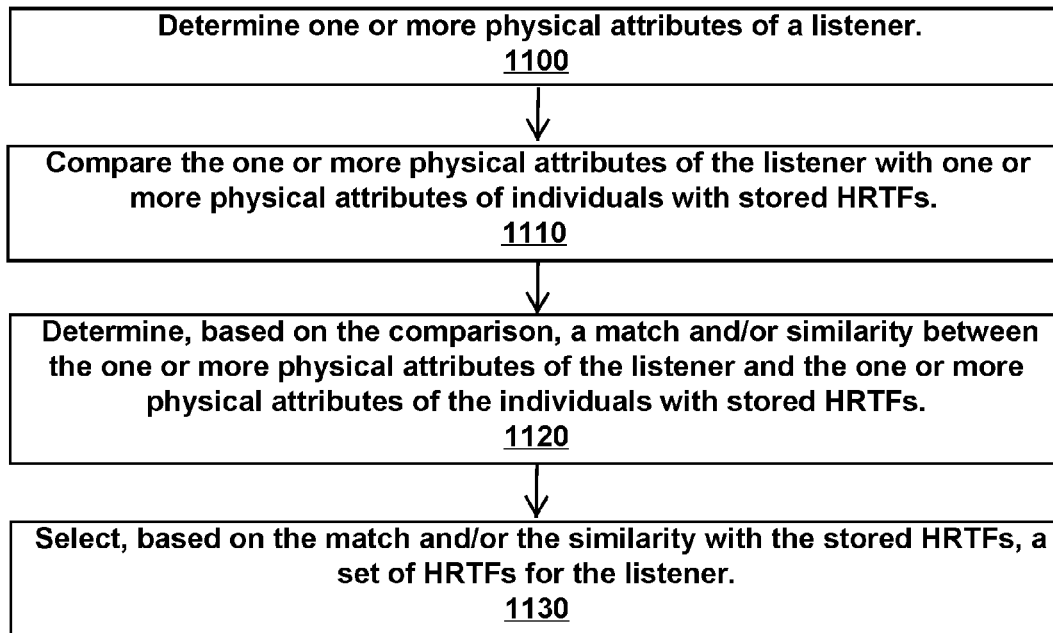 Determine one or more physical attributes of a listener.
1100
Compare the one or more physical attributes of the listener with one or
more physical attributes of individuals with stored HRTFs.
1110
Determine, based on the comparison, a match and/or similarity between
the one or more physical attributes of the listener and the one or more
physical attributes of the individuals with stored HRTFs.
1120
Select, based on the match and/or the similarity with the stored HRTFs, a
set of HRTFs for the listener.
1130